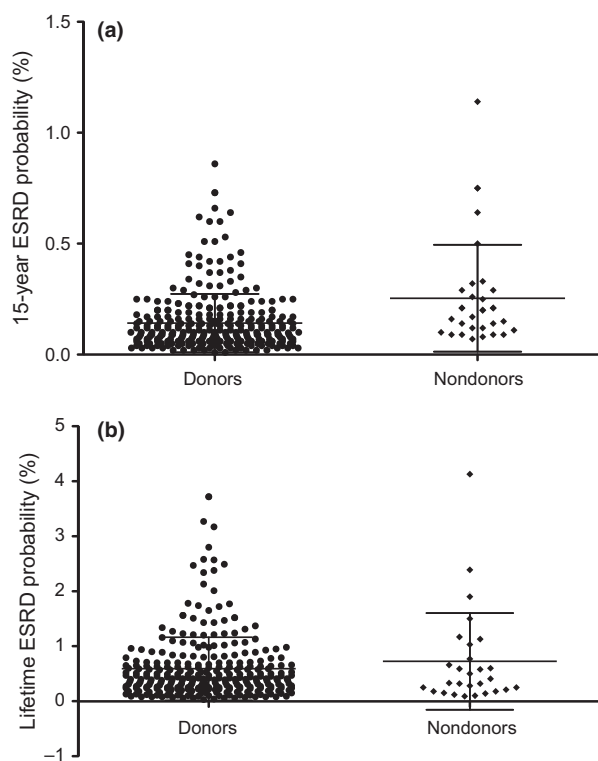 (a)
15-year ESRD probability (%)
1.5
1.0
0.5
0.0
Donors Nondonors
(b)
Lifetime ESRD probability (%)
5
4
3
2
1
0
Donors Nondonors
–1